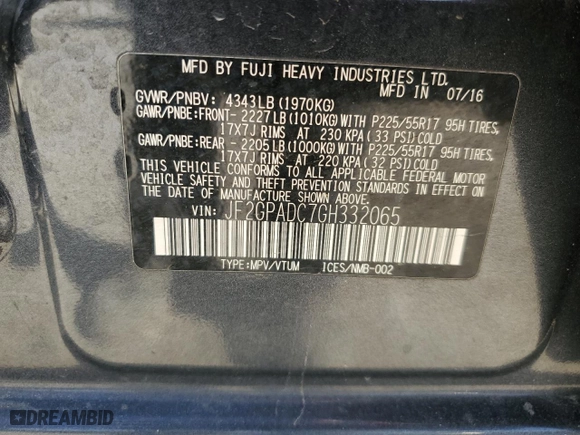 MFD BY FUJI HEAVY INDUSTRIES LTD.
GVWR/PNBV: 4343LB (1970KG) MFD IN 07/16
GAWR/PNBE:FRONT- 2227LB (1010KG) WITH P225/55R17 95H TIRES,
17X7J RIMS AT 230 KPA (33 PSI) COLD
GAWR/PNBE:REAR - 2205LB (1000KG) WITH P225/55R17 95H TIRES,
17X7J RIMS AT 220 KPA (32 PSI) COLD
THIS VEHICLE CONFORMS TO ALL APPLICABLE FEDERAL MOTOR
VEHICLE SAFETY AND THEFT PREVENTION STANDARDS IN EFFECT ON
THE DATE OF MANUFACTURE SHOWN ABOVE.
VIN: JF2GPADC7GH332065
TYPE:MPV/VTUM ICES/NMB-002
DREAMBID